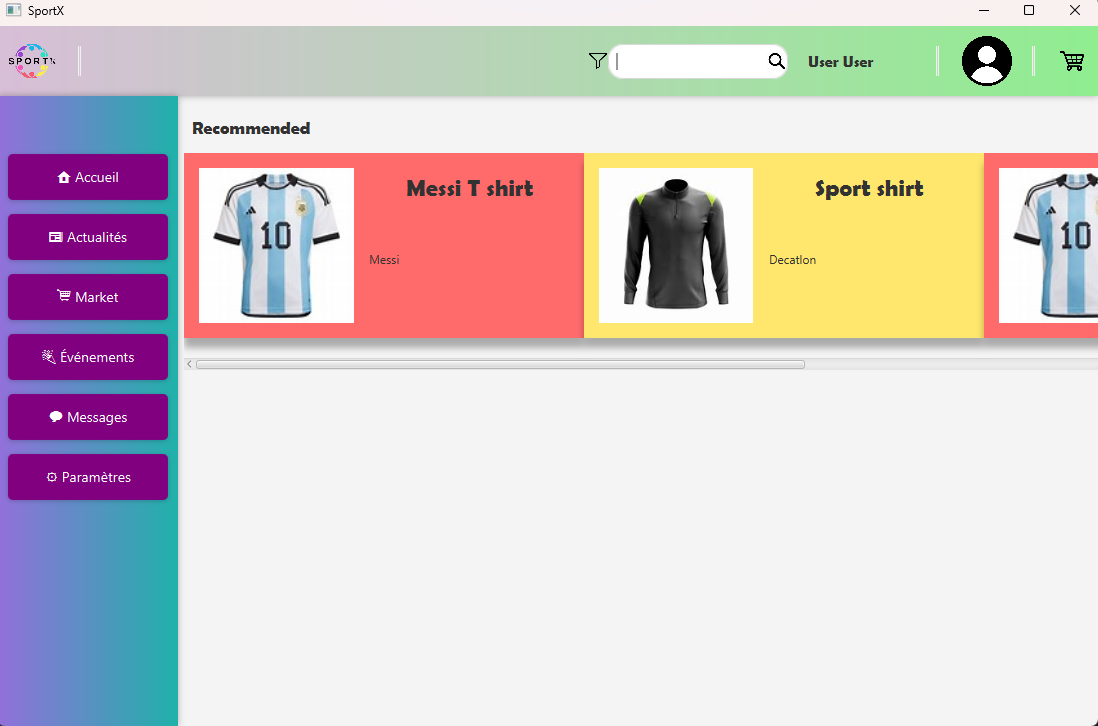 SportX
SPORTX
User User
Recommended
Messi T shirt
10
Messi
Sport shirt
Decatlon
10
Accueil
Actualités
Market
Événements
Messages
Paramètres